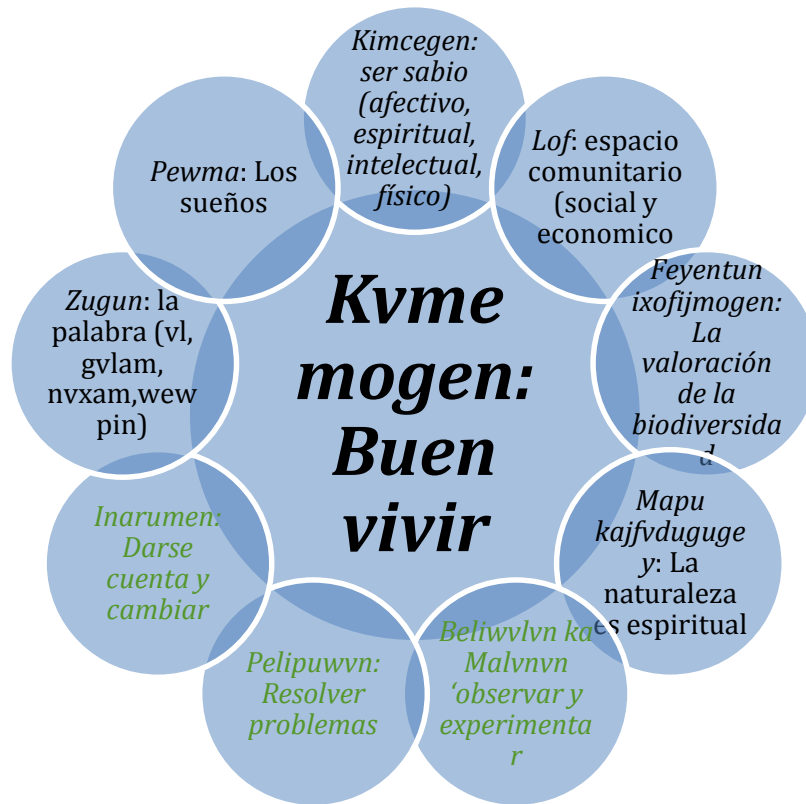 Kvme
mogen:
Buen
vivir
Kimcegen:
ser sabio
(afectivo,
espiritual,
intelectual,
físico)
Lof: espacio
comunitario
(social y
economico
Feyentun
ixofijmogen:
La
valoración
de la
biodiversida
d
Mapu
kajfvduguge
y: La
naturaleza
es espiritual
Beliwvlvn ka
Malvnvn
‘observar y
experimenta
r
Pelipuwvn:
Resolver
problemas
Inarumen:
Darse
cuenta y
cambiar
Zugun: la
palabra (vl,
gvlam,
nvxam,wew
pin)
Pewma: Los
sueños